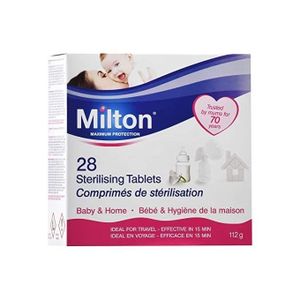 Milton®
MAXIMUM PROTECTION
Trusted
by mums for
70
years
28
Sterilising Tablets
Comprimés de stérilisation
Baby & Home • Bébé & Hygiène de la maison
IDEAL FOR TRAVEL - EFFECTIVE IN 15 MIN
IDÉAL EN VOYAGE - EFFICACE EN 15 MIN
112 g